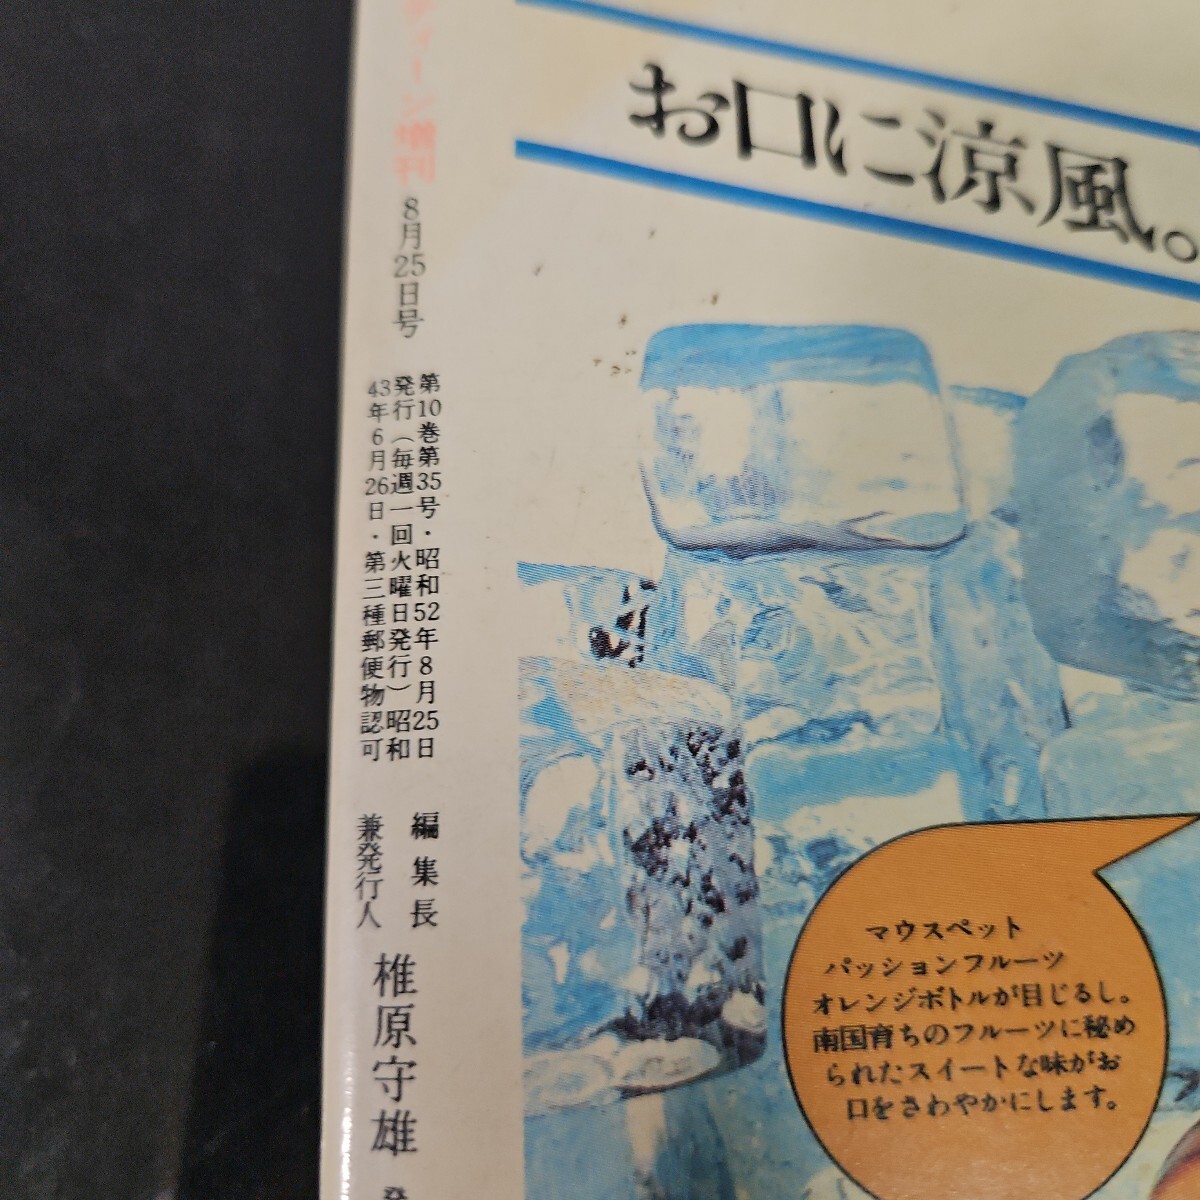 ティーン増刊
8月25日号
第10巻第35号・昭和52年8月25日
発行（毎週一回火曜日発行）昭和
43年6月26日・第三種郵便物認可
編集長
兼発行人
椎原守雄
発
お口に涼風。
マウスペット
パッションフルーツ
オレンジボトルが目じるし。
南国育ちのフルーツに秘め
られたスイートな味がお
口をさわやかにします。